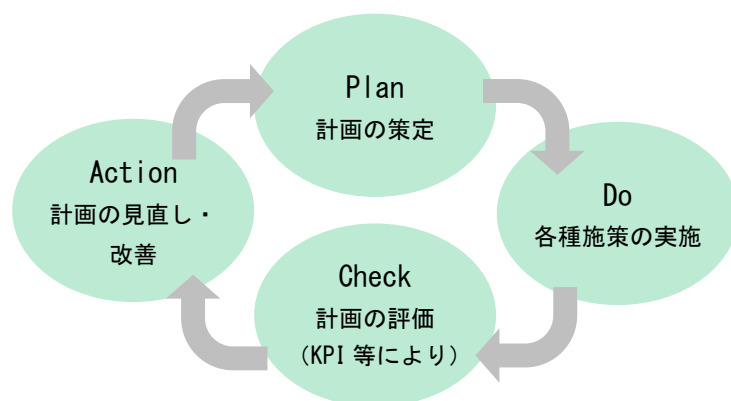 Plan
計画の策定
Do
各種施策の実施
Check
計画の評価
（KPI 等により）
Action
計画の見直し・
改善